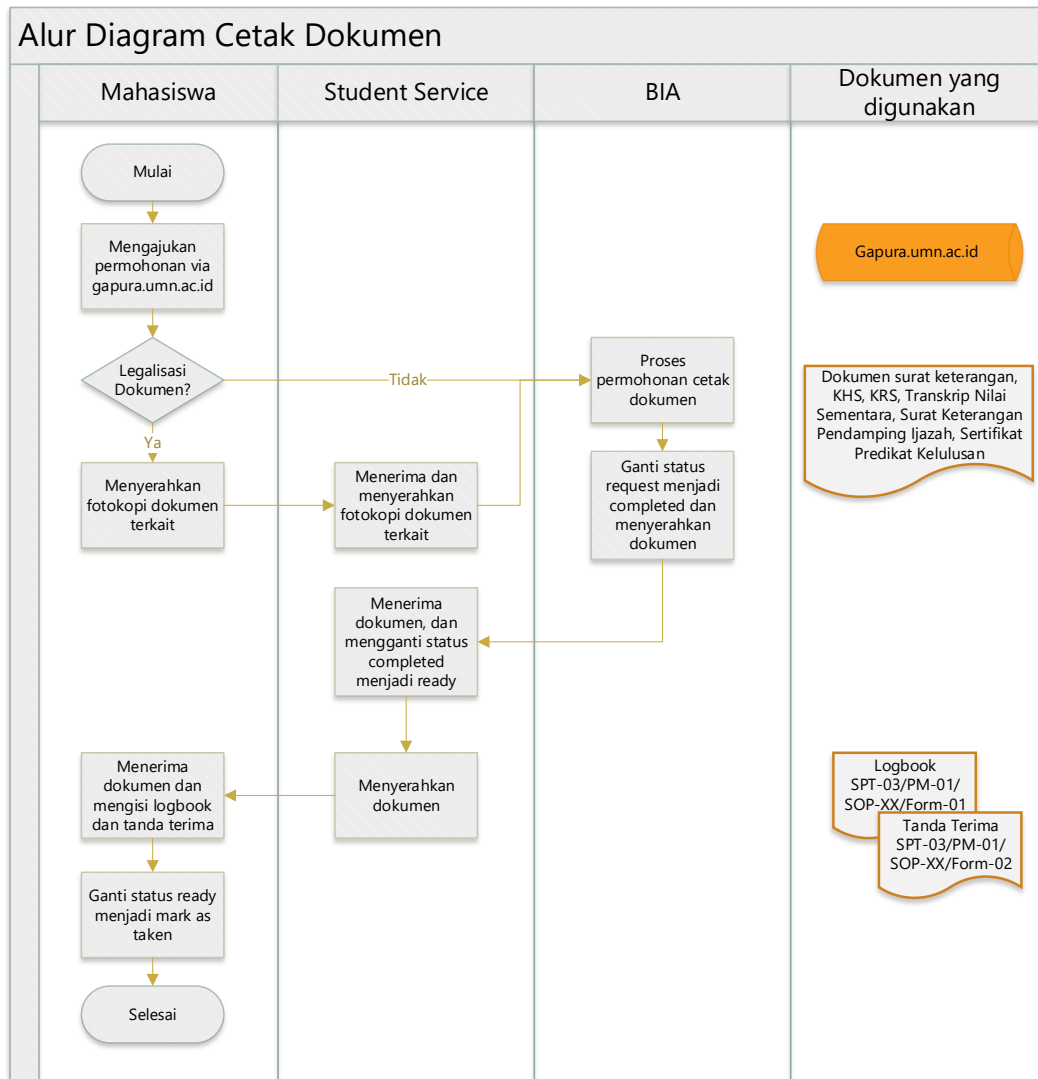 Alur Diagram Cetak Dokumen
Mahasiswa
Student Service
BIA
Dokumen yang
digunakan
Mulai
Mengajukan
permohonan via
gapura.umn.ac.id
Gapura.umn.ac.id
Legalisasi
Dokumen?
Tidak
Ya
Proses
permohonan cetak
dokumen
Dokumen surat keterangan,
KHS, KRS, Transkrip Nilai
Sementara, Surat Keterangan
Pendamping Ijazah, Sertifikat
Predikat Kelulusan
Menyerahkan
fotokopi dokumen
terkait
Menerima dan
menyerahkan
fotokopi dokumen
terkait
Ganti status
request menjadi
completed dan
menyerahkan
dokumen
Menerima
dokumen, dan
mengganti status
completed
menjadi ready
Menyerahkan
dokumen
Menerima
dokumen dan
mengisi logbook
dan tanda terima
Logbook
SPT-03/PM-01/
SOP-XX/Form-01
Tanda Terima
SPT-03/PM-01/
SOP-XX/Form-02
Ganti status ready
menjadi mark as
taken
Selesai